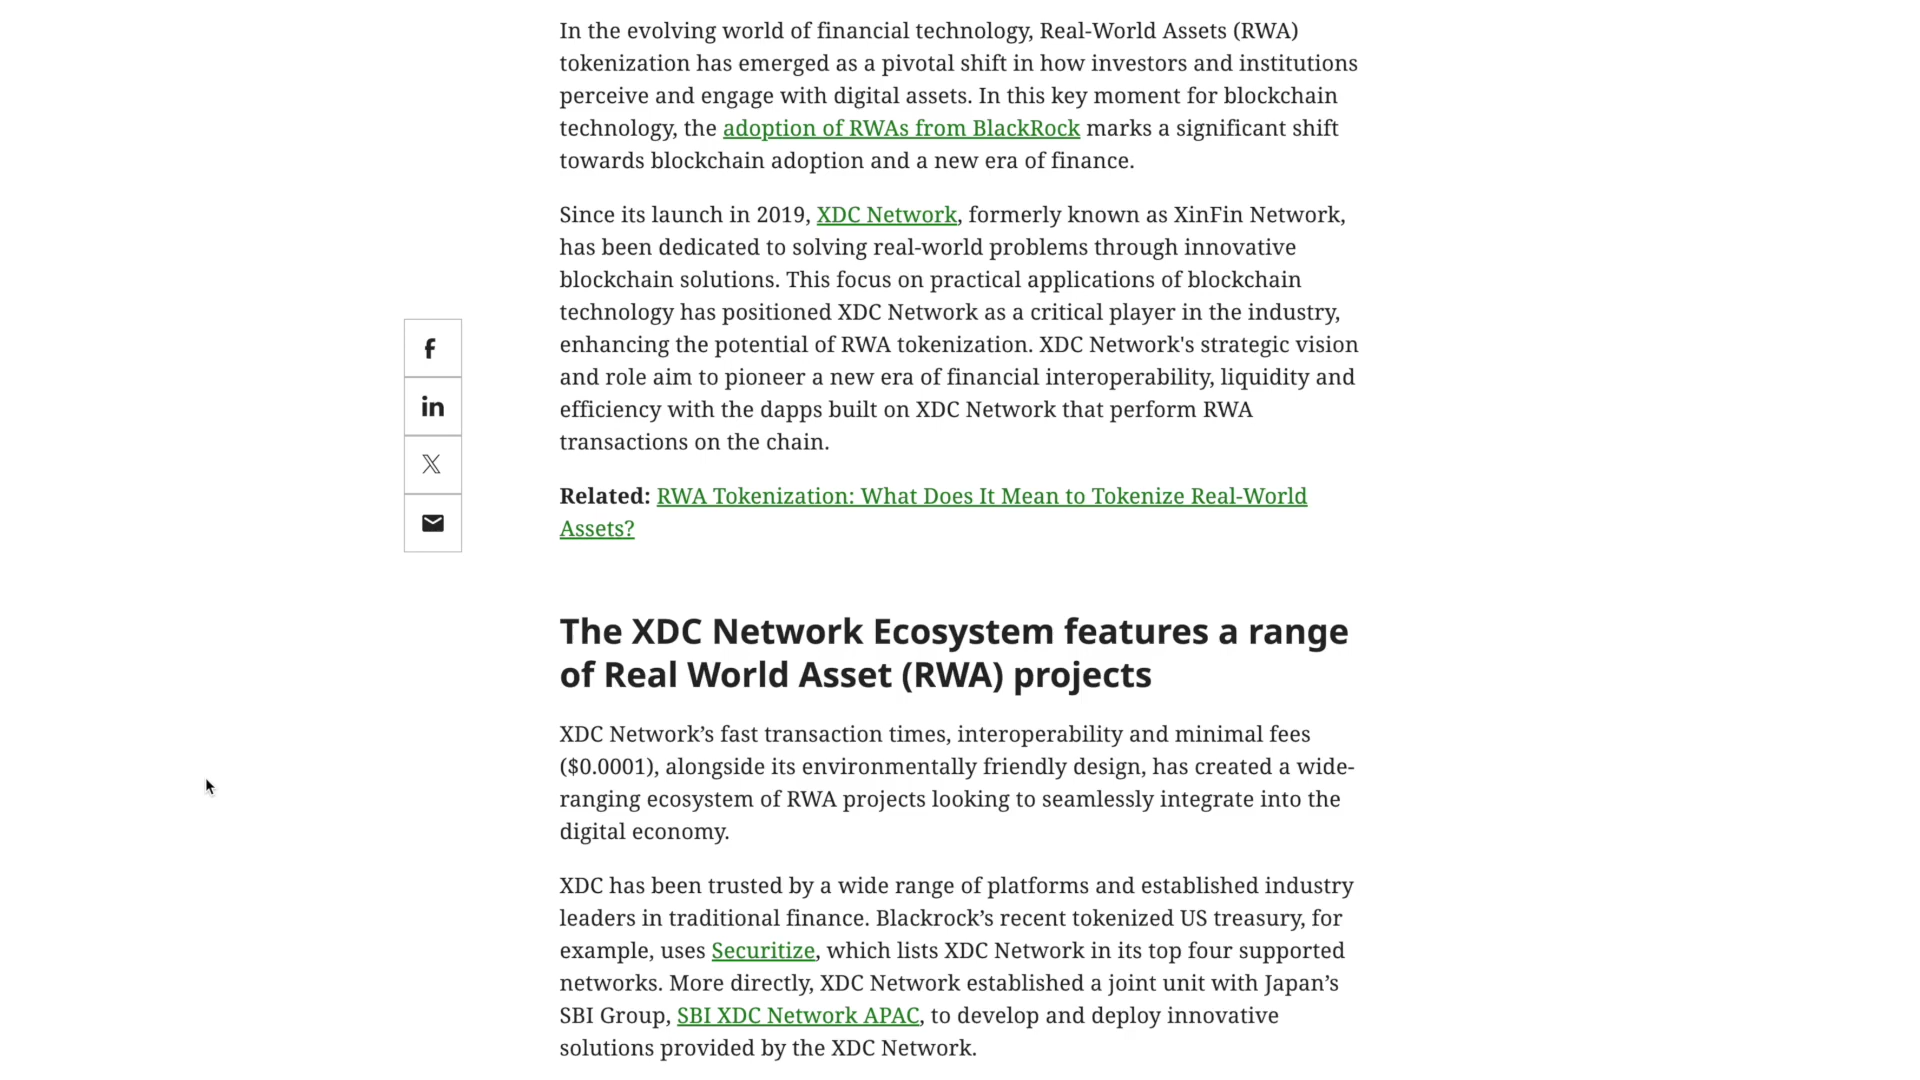 In the evolving world of financial technology, Real-World Assets (RWA)
tokenization has emerged as a pivotal shift in how investors and institutions
perceive and engage with digital assets. In this key moment for blockchain
technology, the adoption of RWAs from BlackRock marks a significant shift
towards blockchain adoption and a new era of finance.
Since its launch in 2019, XDC Network, formerly known as XinFin Network,
has been dedicated to solving real-world problems through innovative
blockchain solutions. This focus on practical applications of blockchain
technology has positioned XDC Network as a critical player in the industry,
enhancing the potential of RWA tokenization. XDC Network's strategic vision
and role aim to pioneer a new era of financial interoperability, liquidity and
efficiency with the dapps built on XDC Network that perform RWA
transactions on the chain.
Related: RWA Tokenization: What Does It Mean to Tokenize Real-World
Assets?
The XDC Network Ecosystem features a range
of Real World Asset (RWA) projects
XDC Network’s fast transaction times, interoperability and minimal fees
($0.0001), alongside its environmentally friendly design, has created a wide-
ranging ecosystem of RWA projects looking to seamlessly integrate into the
digital economy.
XDC has been trusted by a wide range of platforms and established industry
leaders in traditional finance. Blackrock’s recent tokenized US treasury, for
example, uses Securitize, which lists XDC Network in its top four supported
networks. More directly, XDC Network established a joint unit with Japan’s
SBI Group, SBI XDC Network APAC, to develop and deploy innovative
solutions provided by the XDC Network.